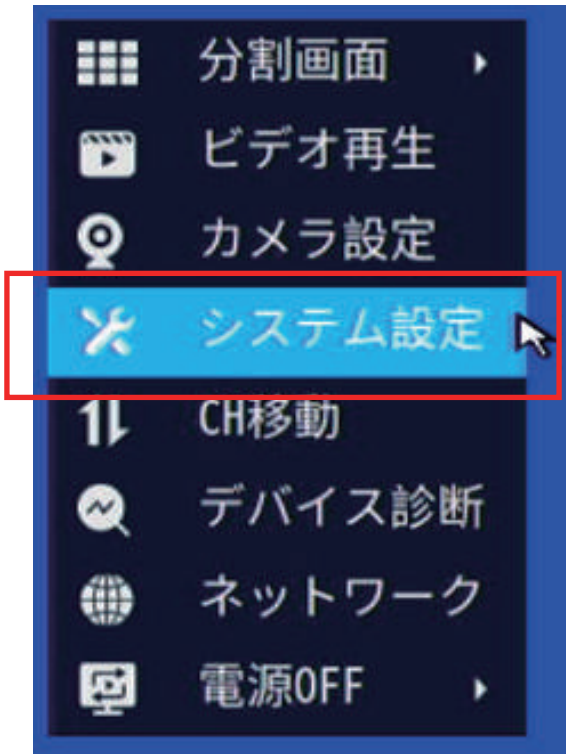 分割画面
ビデオ再生
カメラ設定
システム設定
CH移動
デバイス診断
ネットワーク
電源OFF